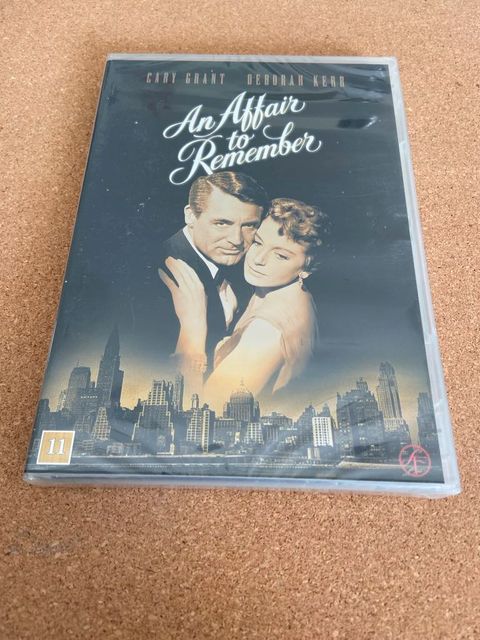 CARY GRANT DEBORAH KERR
An Affair
to
Remember
11